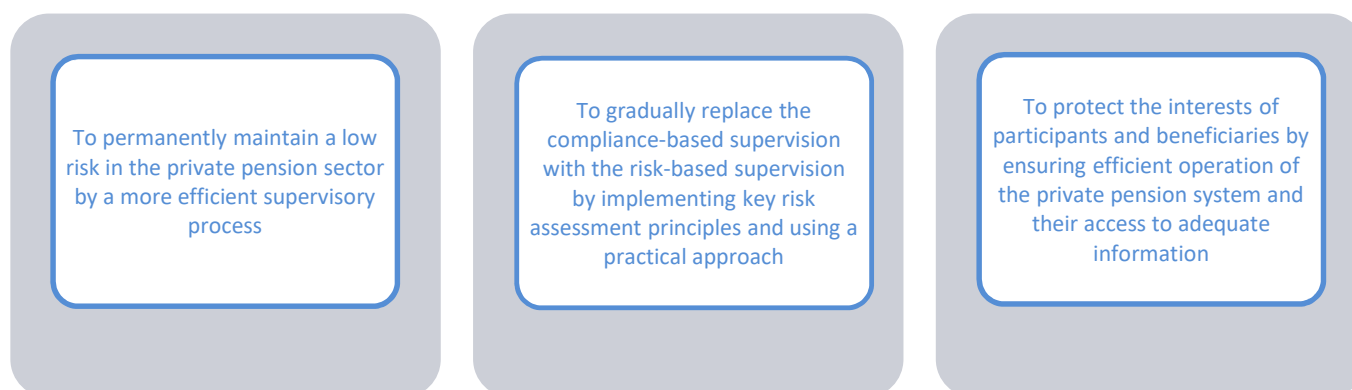 To permanently maintain a low
risk in the private pension sector
by a more efficient supervisory
process
To gradually replace the
compliance-based supervision
with the risk-based supervision
by implementing key risk
assessment principles and using a
practical approach
To protect the interests of
participants and beneficiaries by
ensuring efficient operation of
the private pension system and
their access to adequate
information